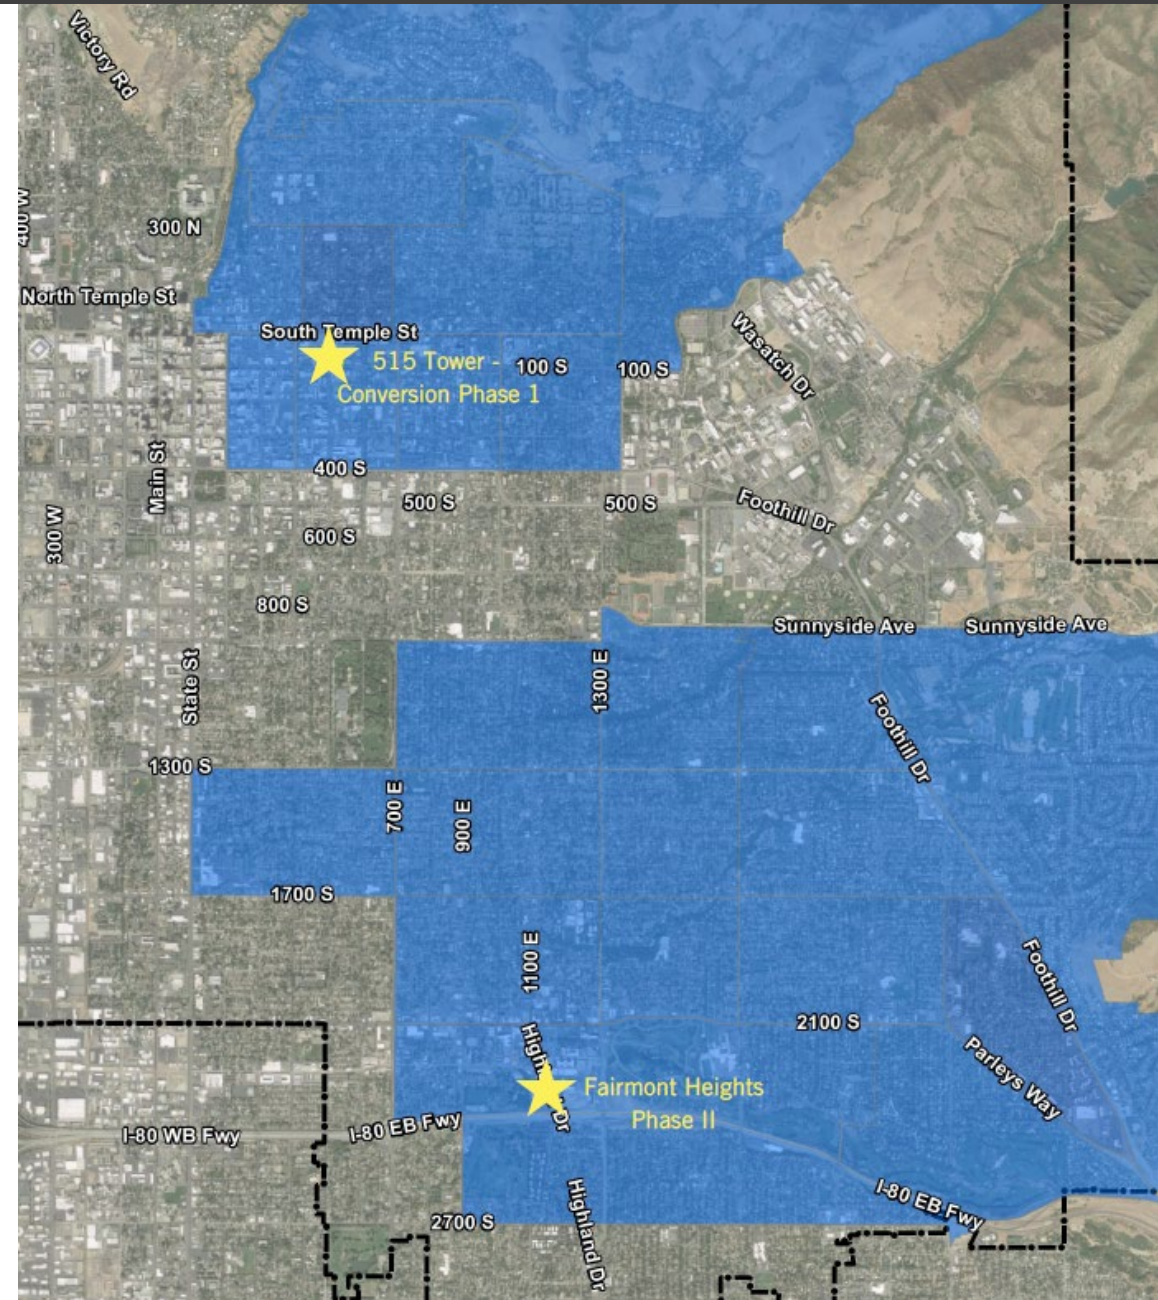 Victory Rd
400 W
300 N
North Temple St
South Temple St
Wasatch Dr
515 Tower -
Conversion Phase 1
100 S
100 S
Main St
400 S
500 S
500 S
Foothill Dr
300 W
600 S
800 S
Sunnyside Ave
Sunnyside Ave
State St
1300 E
Foothill Dr
1300 S
700 E
900 E
1700 S
1100 E
Foothill Dr
2100 S
Parleys Way
Fairmont Heights
Phase II
I-80 WB Fwy
I-80 EB Fwy
I-80 EB Fwy
2700 S
Highland Dr